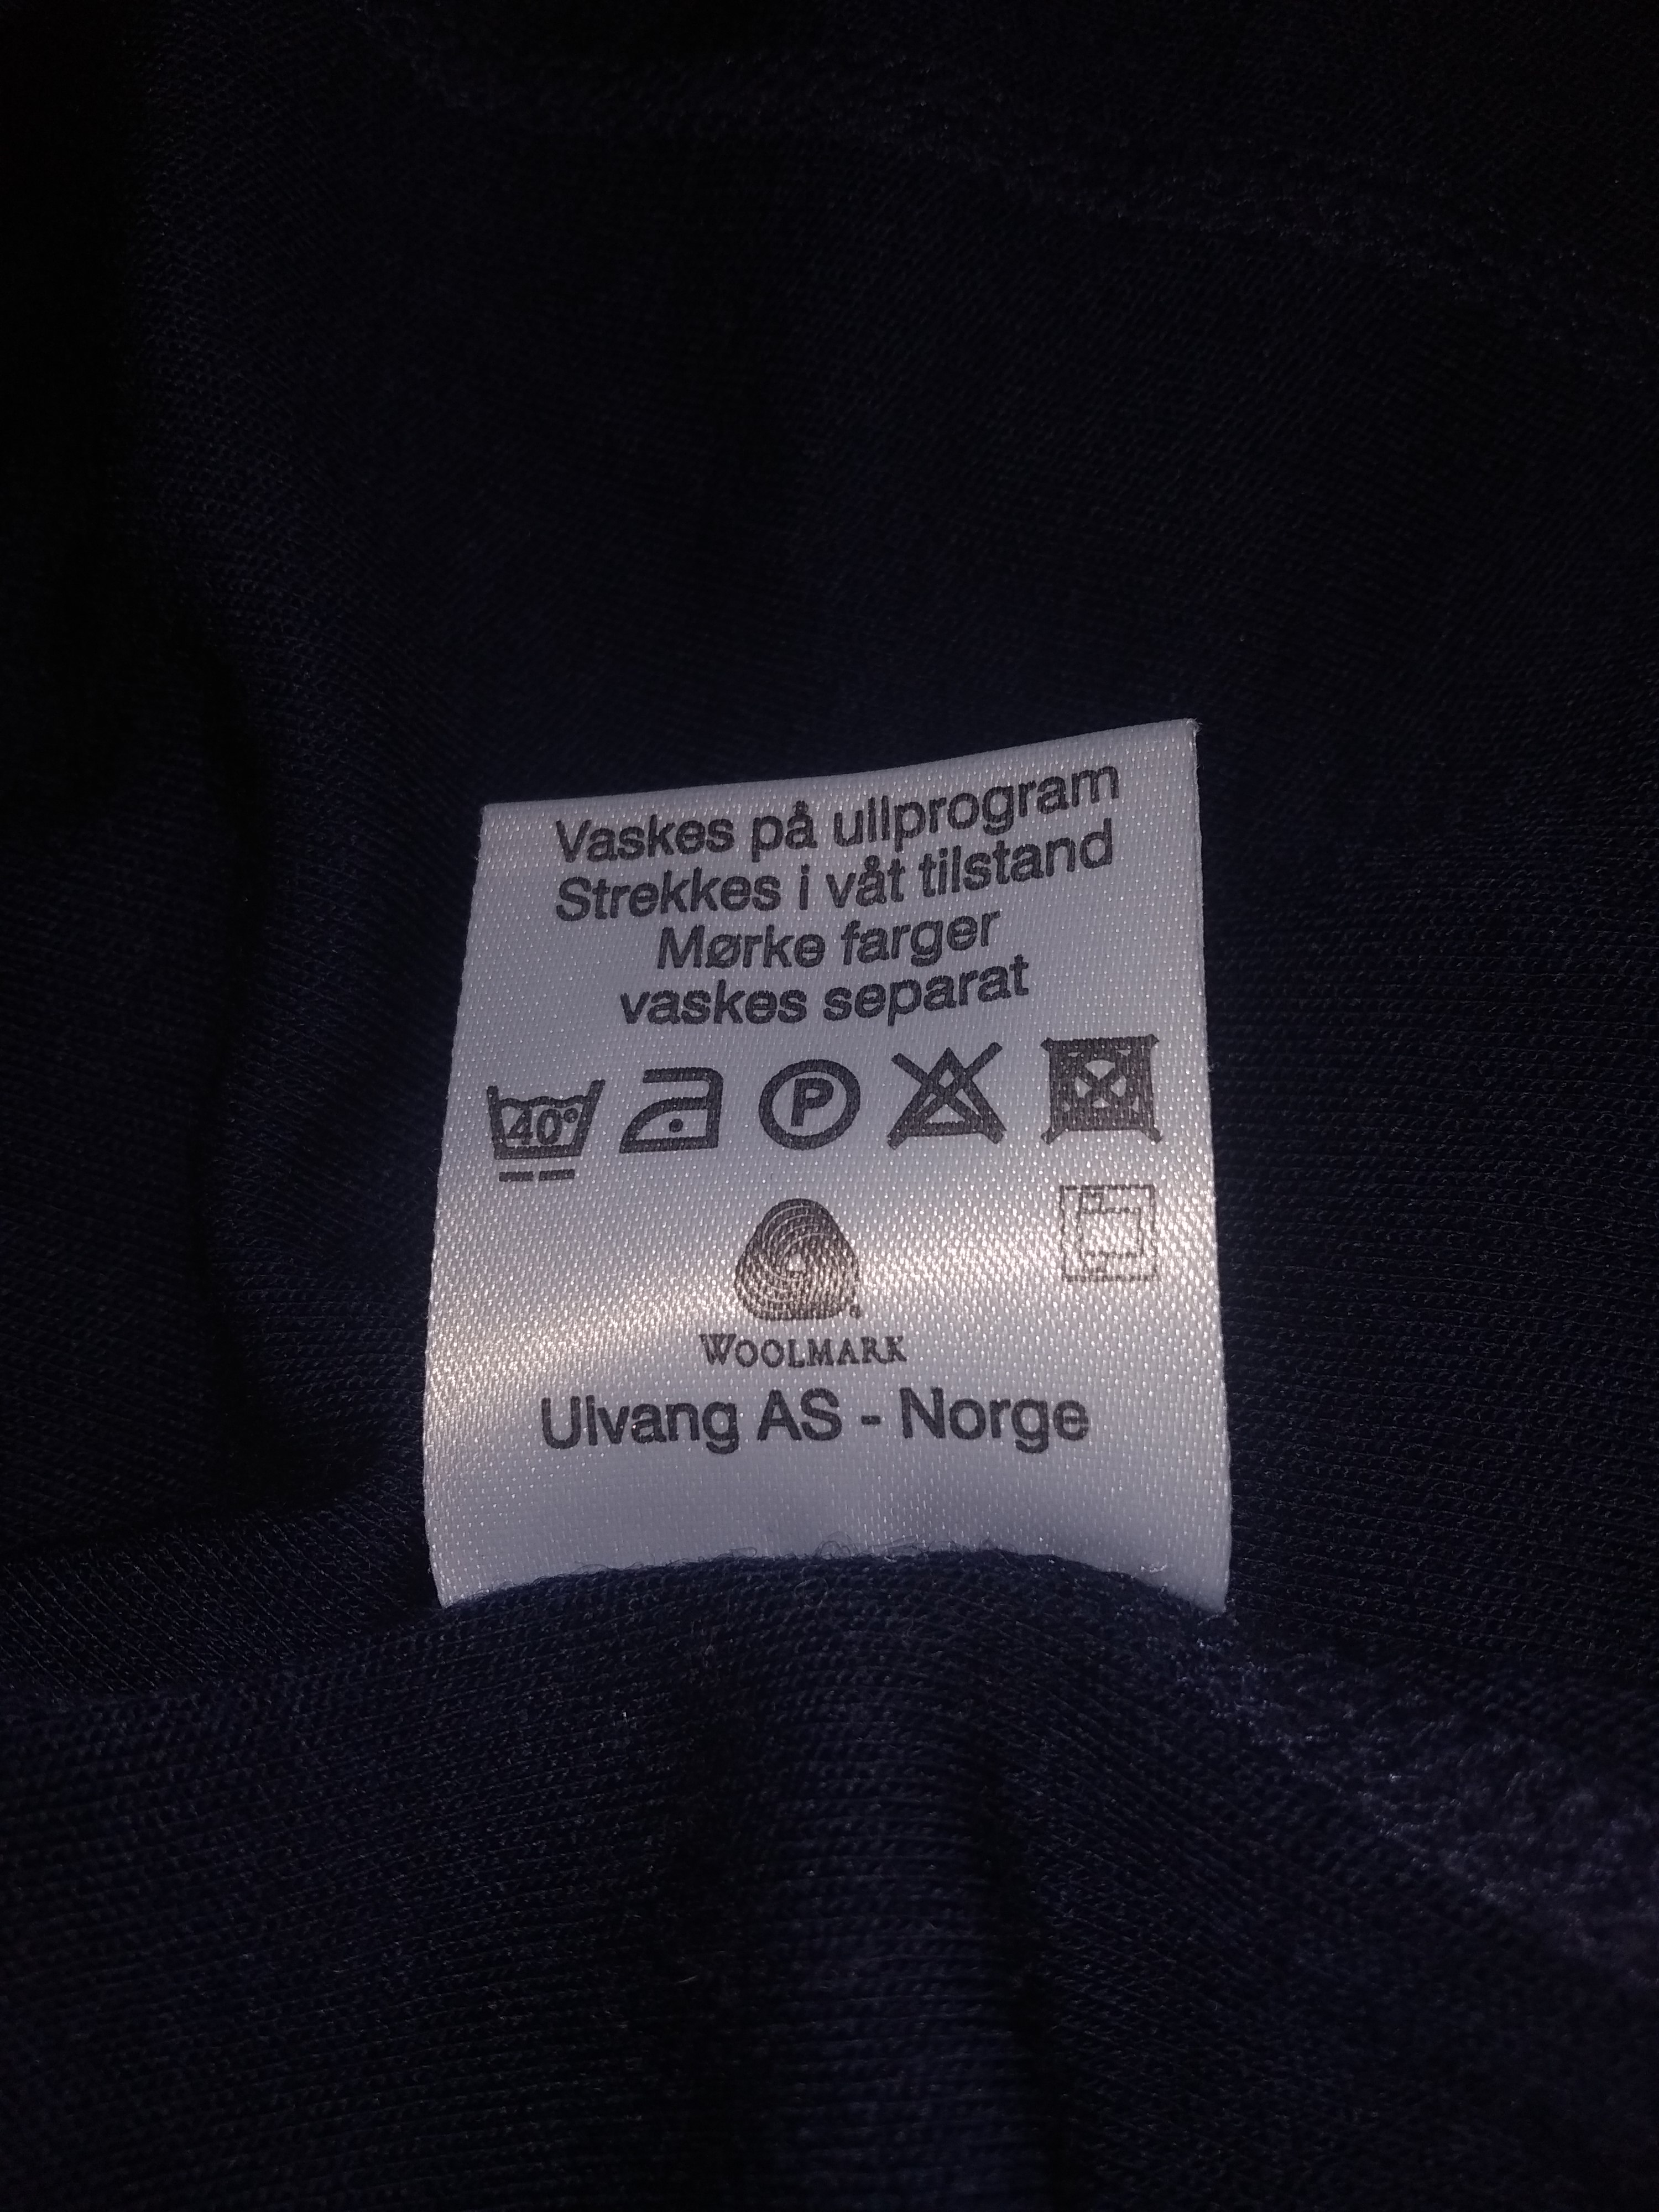 Vaskes på ullprogram
Strekkes i våt tilstand
Mørke farger
vaskes separat
40°
P
WOOLMARK
Ulvang AS - Norge